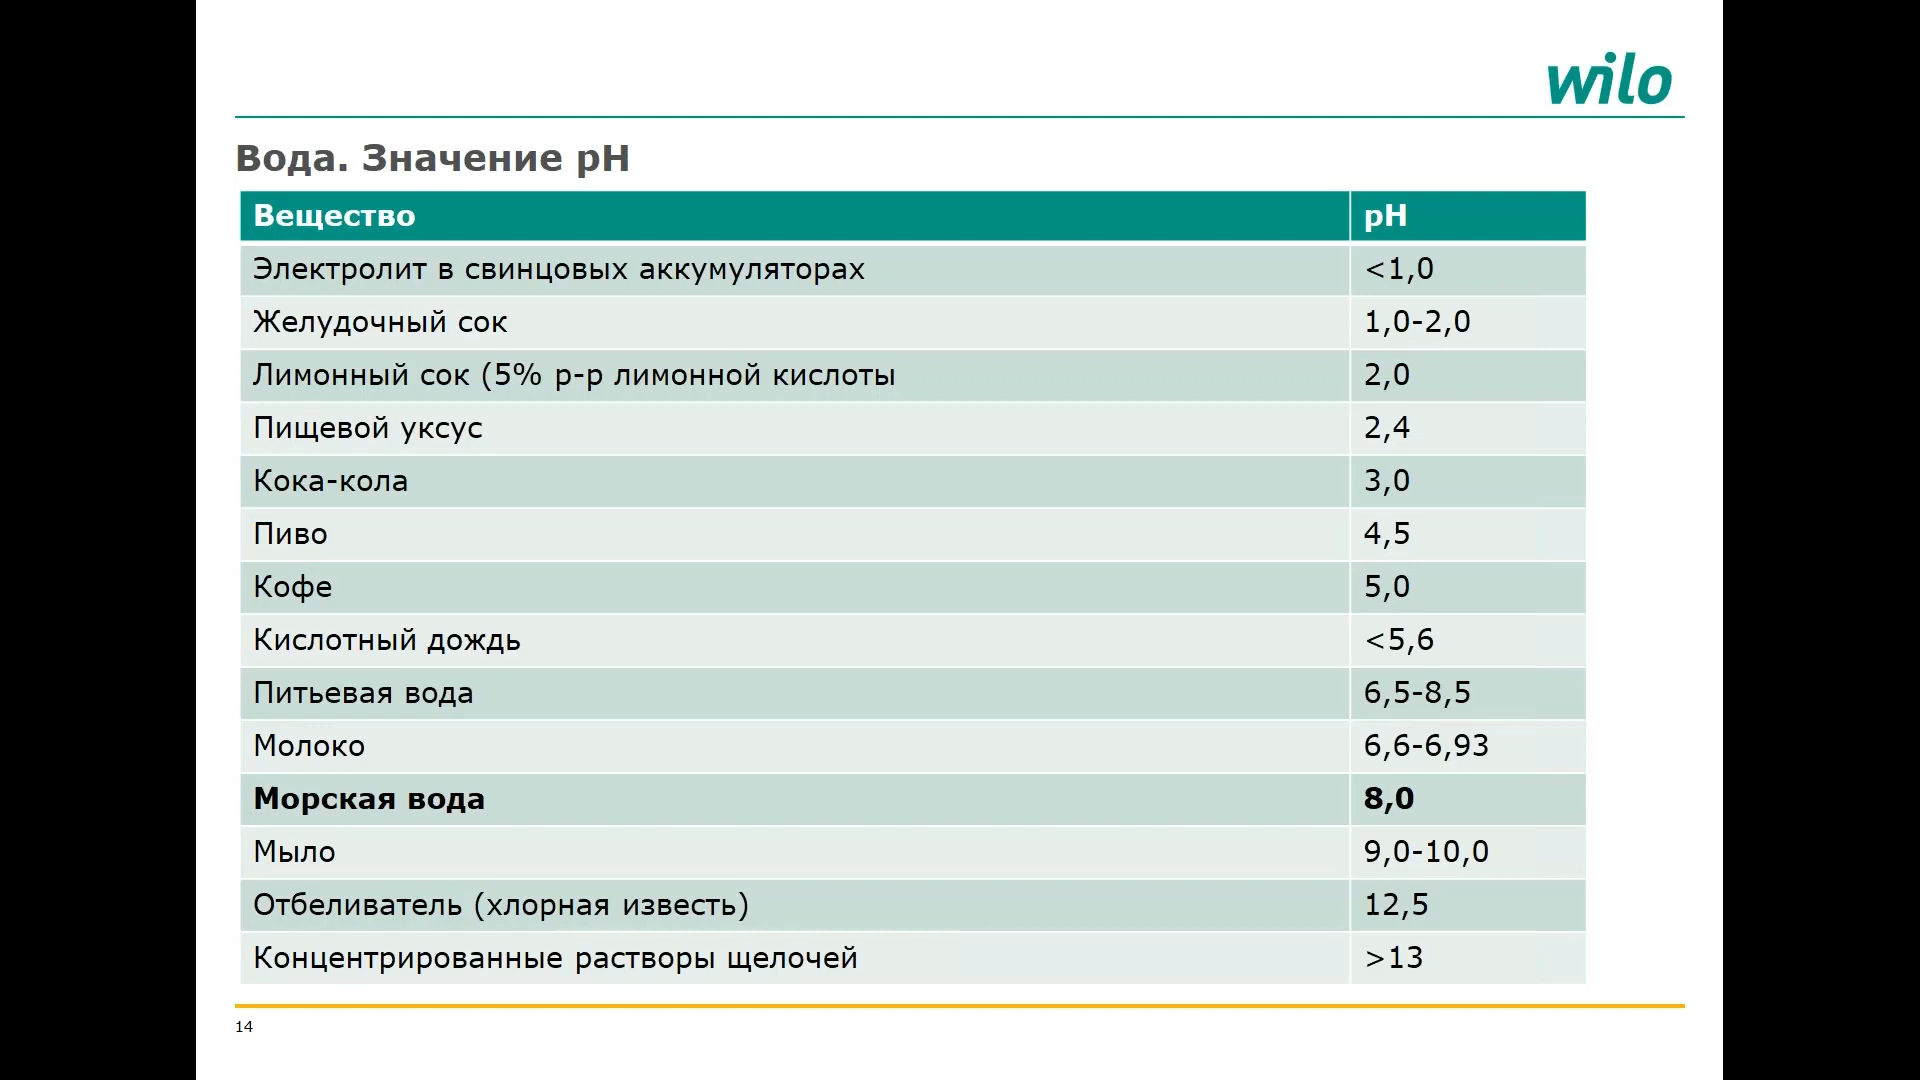 wilo
Вода. Значение pH
Вещество pH
Электролит в свинцовых аккумуляторах <1,0
Желудочный сок 1,0-2,0
Лимонный сок (5% р-р лимонной кислоты 2,0
Пищевой уксус 2,4
Кока-кола 3,0
Пиво 4,5
Кофе 5,0
Кислотный дождь <5,6
Питьевая вода 6,5-8,5
Молоко 6,6-6,93
Морская вода 8,0
Мыло 9,0-10,0
Отбеливатель (хлорная известь) 12,5
Концентрированные растворы щелочей >13
14